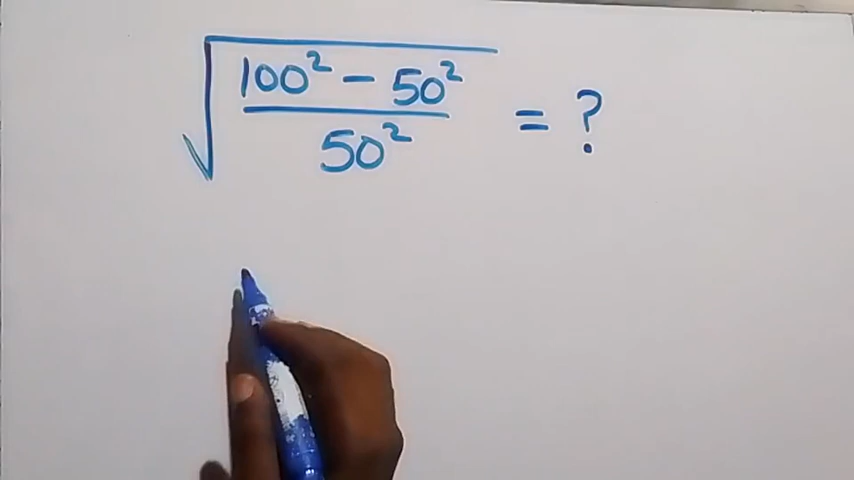 √((100² - 50²)/50²) = ?